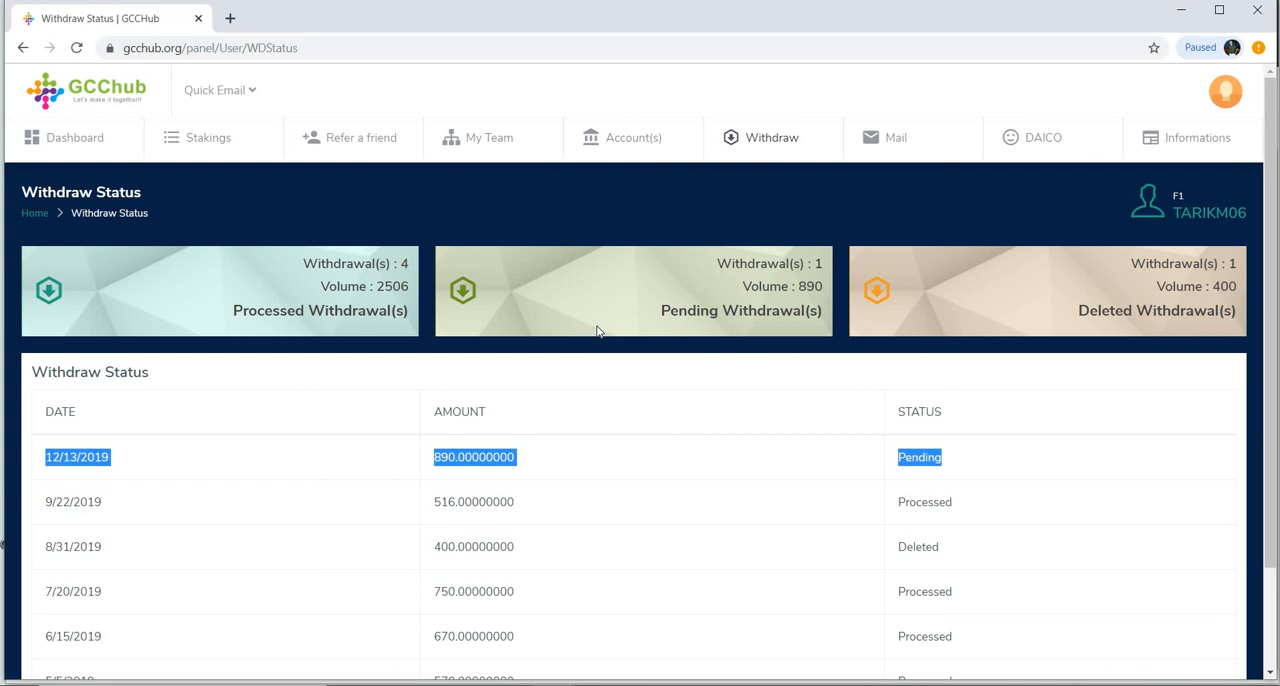 Withdraw Status | GCCHub
gcchub.org/panel/User/WDStatus
Paused
GCChub
Let's make it together!!
Quick Email
Dashboard
Stakings
Refer a friend
My Team
Account(s)
Withdraw
Mail
DAICO
Informations
Withdraw Status
Home > Withdraw Status
F1
TARIKM06
Withdrawal(s) : 4
Volume : 2506
Processed Withdrawal(s)
Withdrawal(s) : 1
Volume : 890
Pending Withdrawal(s)
Withdrawal(s) : 1
Volume : 400
Deleted Withdrawal(s)
Withdraw Status
DATE AMOUNT STATUS
12/13/2019 890.00000000 Pending
9/22/2019 516.00000000 Processed
8/31/2019 400.00000000 Deleted
7/20/2019 750.00000000 Processed
6/15/2019 670.00000000 Processed